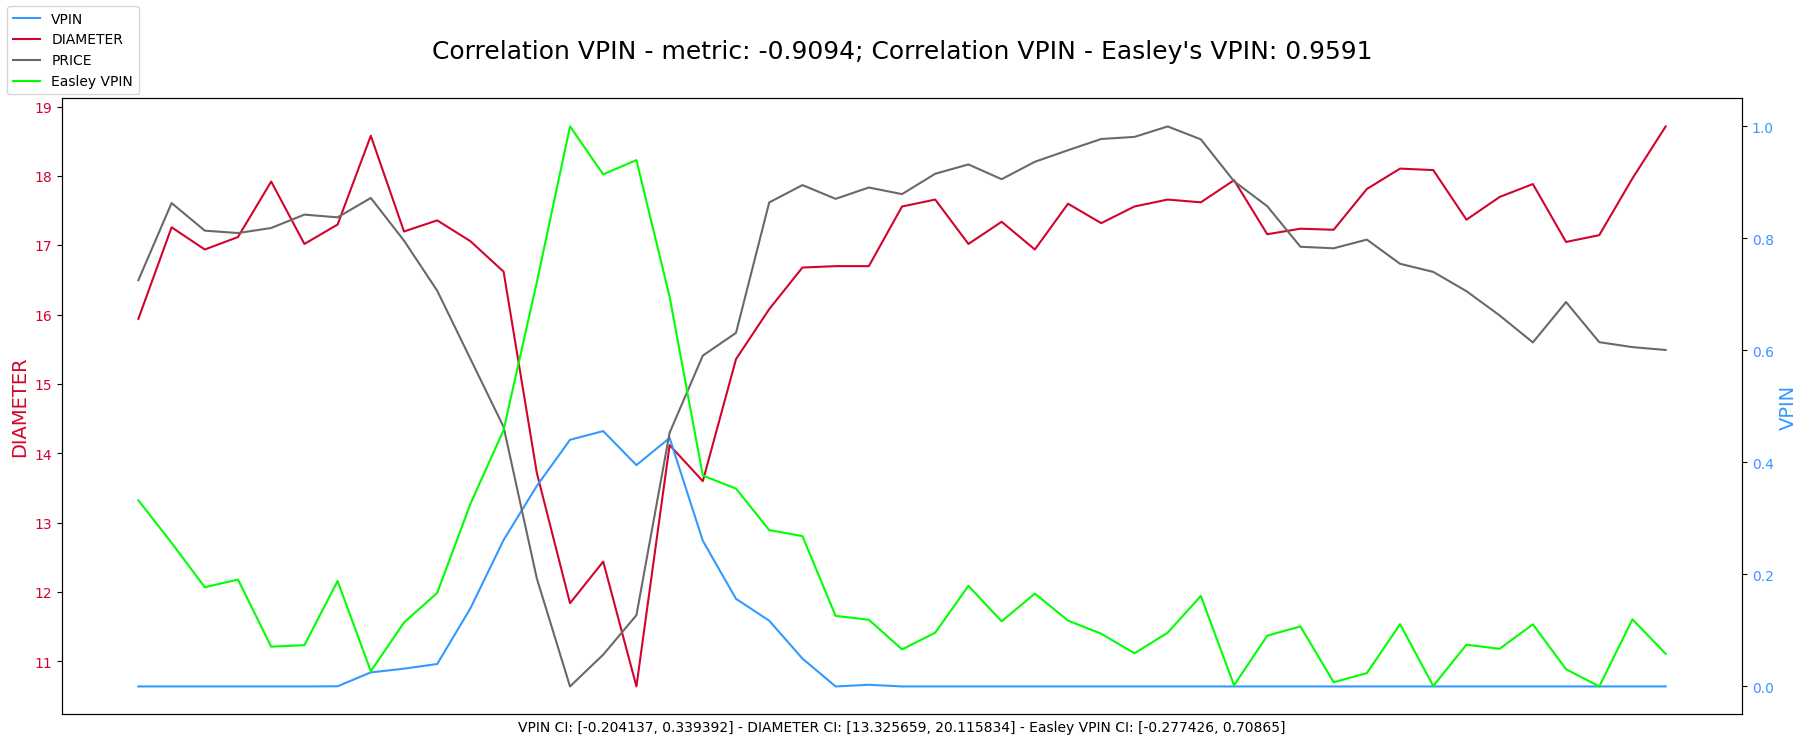 VPIN
DIAMETER
PRICE
Easley VPIN
Correlation VPIN - metric: -0.9094; Correlation VPIN - Easley's VPIN: 0.9591
DIAMETER
19
18
17
16
15
14
13
12
11
1.0
0.8
0.6
0.4
0.2
0.0
VPIN
VPIN CI: [-0.204137, 0.339392] - DIAMETER CI: [13.325659, 20.115834] - Easley VPIN CI: [-0.277426, 0.70865]